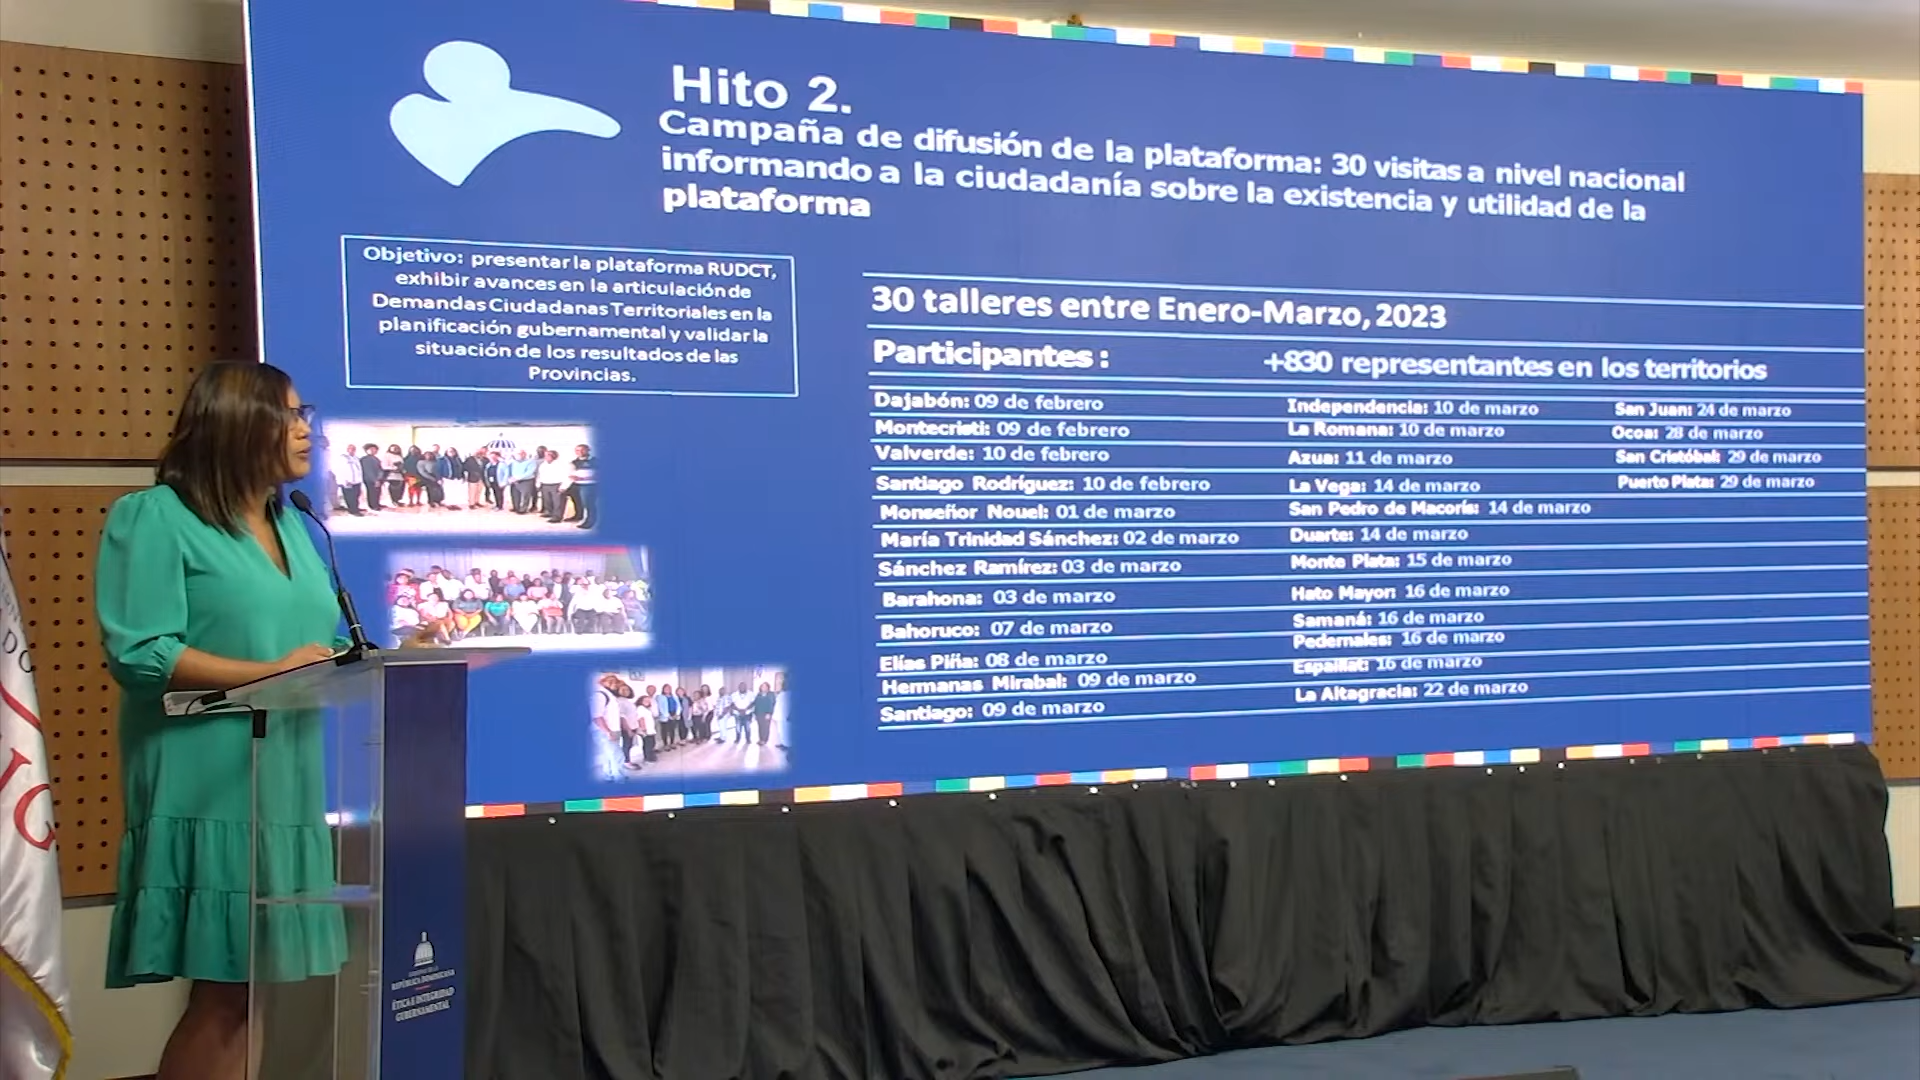 Hito 2.
Campaña de difusión de la plataforma: 30 visitas a nivel nacional
informando a la ciudadanía sobre la existencia y utilidad de la
plataforma
Objetivo: presentar la plataforma RUDCT,
exhibir avances en la articulación de
Demandas Ciudadanas Territoriales en la
planificación gubernamental y validar la
situación de los resultados de las
Provincias.
30 talleres entre Enero-Marzo, 2023
Participantes : +830 representantes en los territorios
Dajabón: 09 de febrero
Montecristi: 09 de febrero
Valverde: 10 de febrero
Santiago Rodríguez: 10 de febrero
Monseñor Nouel: 01 de marzo
María Trinidad Sánchez: 02 de marzo
Sánchez Ramírez: 03 de marzo
Barahona: 03 de marzo
Bahoruco: 07 de marzo
Elías Piña: 08 de marzo
Hermanas Mirabal: 09 de marzo
Santiago: 09 de marzo
Independencia: 10 de marzo
La Romana: 10 de marzo
Azua: 11 de marzo
La Vega: 14 de marzo
San Pedro de Macorís: 14 de marzo
Duarte: 14 de marzo
Monte Plata: 15 de marzo
Hato Mayor: 16 de marzo
Samaná: 16 de marzo
Pedernales: 16 de marzo
Espaillat: 16 de marzo
La Altagracia: 22 de marzo
San Juan: 24 de marzo
Ocoa: 28 de marzo
San Cristóbal: 29 de marzo
Puerto Plata: 29 de marzo
GOBIERNO DE LA
REPÚBLICA DOMINICANA
ÉTICA E INTEGRIDAD
GUBERNAMENTAL